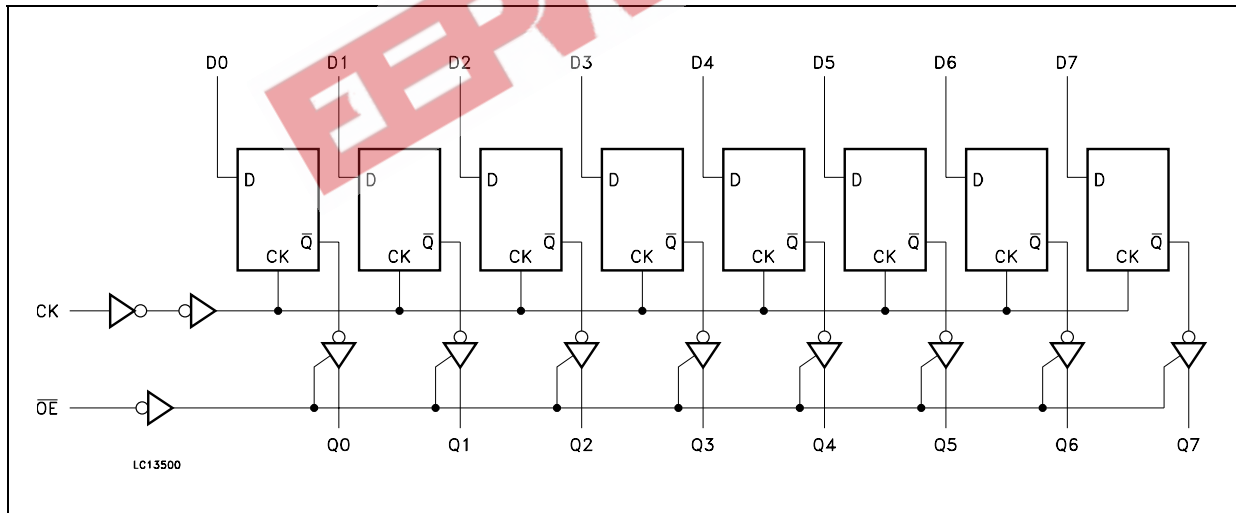 D0 D1 D2 D3 D4 D5 D6 D7
D D D D D D D D
Q̅ Q̅ Q̅ Q̅ Q̅ Q̅ Q̅ Q̅
CK CK CK CK CK CK CK CK
CK
O̅E̅
Q0 Q1 Q2 Q3 Q4 Q5 Q6 Q7
LC13500